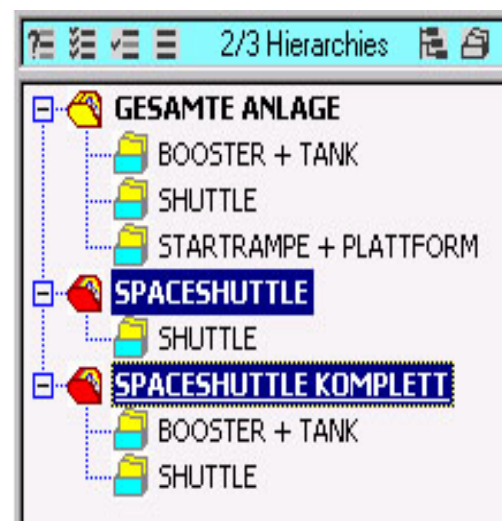 2/3 Hierarchies
GESAMTE ANLAGE
BOOSTER + TANK
SHUTTLE
STARTRAMPE + PLATTFORM
SPACESHUTTLE
SHUTTLE
SPACESHUTTLE KOMPLETT
BOOSTER + TANK
SHUTTLE